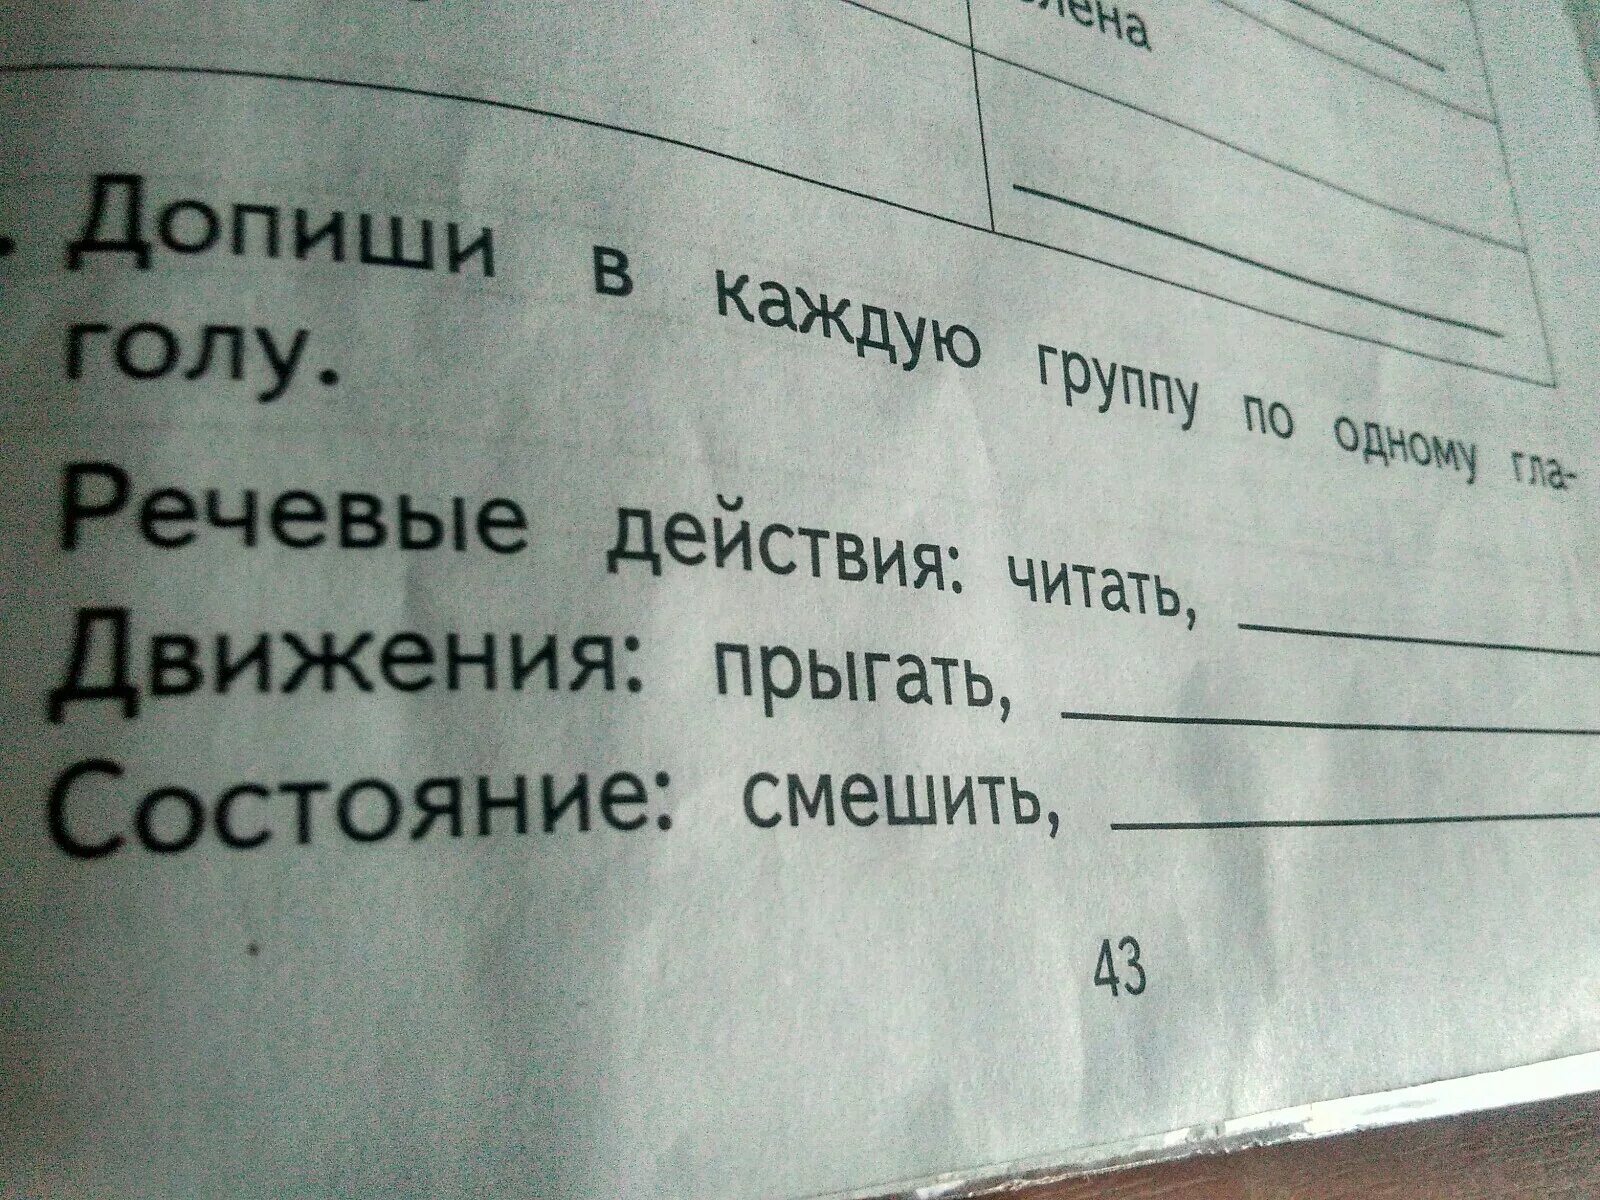 Допиши в каждую группу по одному гла-
голу.
Речевые действия: читать,
Движения: прыгать,
Состояние: смешить,
43